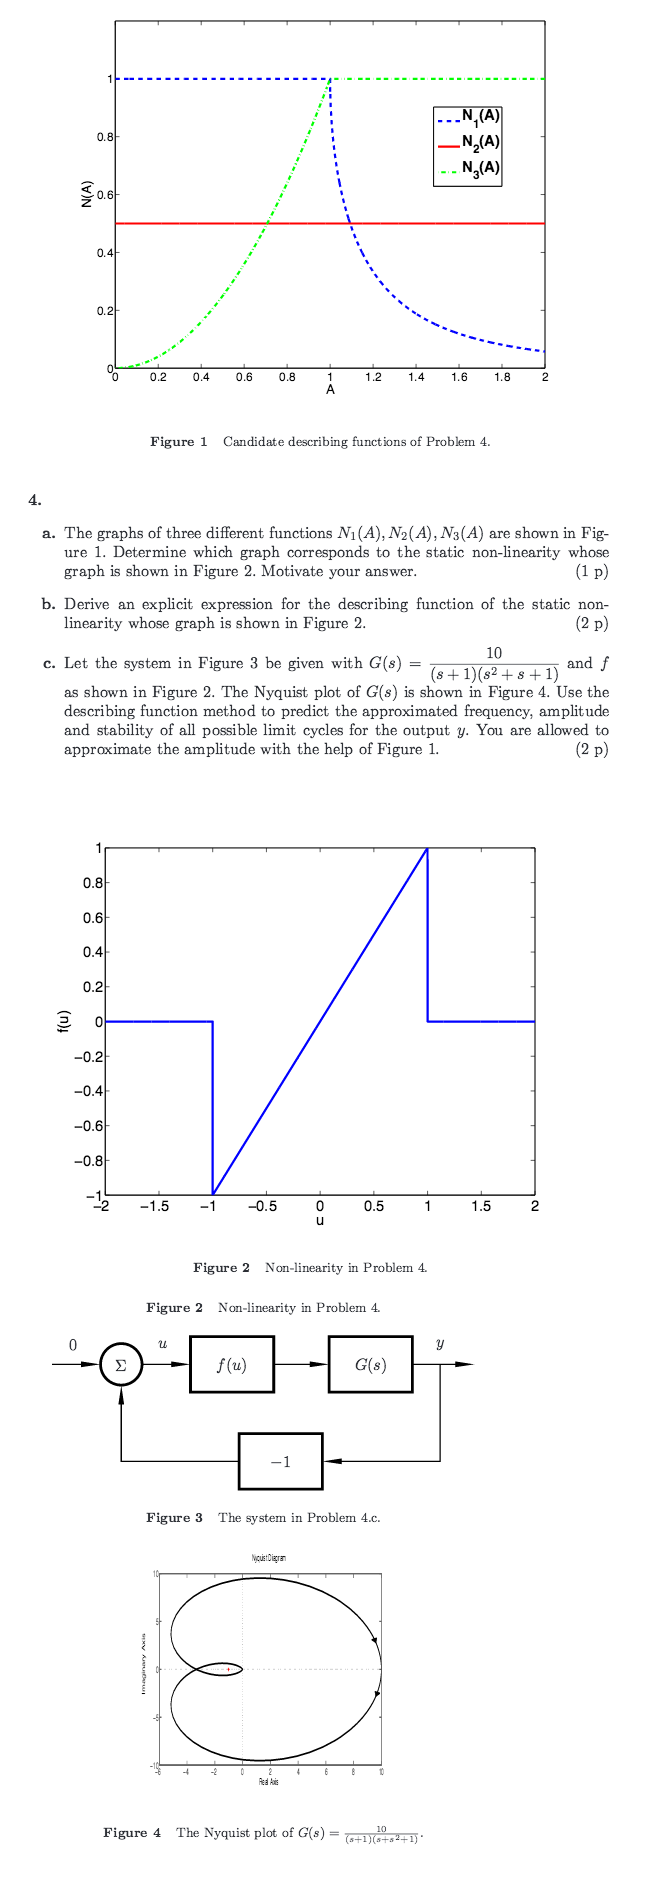 1
0.8
0.6
0.4
0.2
0
N(A)
N1(A)
N2(A)
N3(A)
0 0.2 0.4 0.6 0.8 1 1.2 1.4 1.6 1.8 2
A
Figure 1 Candidate describing functions of Problem 4.
4.
a. The graphs of three different functions N₁(A), N₂(A), N₃(A) are shown in Fig-
ure 1. Determine which graph corresponds to the static non-linearity whose
graph is shown in Figure 2. Motivate your answer. (1 p)
b. Derive an explicit expression for the describing function of the static non-
linearity whose graph is shown in Figure 2. (2 p)
c. Let the system in Figure 3 be given with G(s) = 10/((s + 1)(s² + s + 1)) and f
as shown in Figure 2. The Nyquist plot of G(s) is shown in Figure 4. Use the
describing function method to predict the approximated frequency, amplitude
and stability of all possible limit cycles for the output y. You are allowed to
approximate the amplitude with the help of Figure 1. (2 p)
1
0.8
0.6
0.4
0.2
0
−0.2
−0.4
−0.6
−0.8
−1
f(u)
−2 −1.5 −1 −0.5 0 0.5 1 1.5 2
u
Figure 2 Non-linearity in Problem 4.
Figure 2 Non-linearity in Problem 4.
0 u f(u) G(s) y
Σ
−1
Figure 3 The system in Problem 4.c.
Nyquist Diagram
10
5
0
-5
-10
Imaginary Axis
-6 -4 -2 0 2 4 6 8 10
Real Axis
Figure 4 The Nyquist plot of G(s) = 10/((s+1)(s+s²+1)).